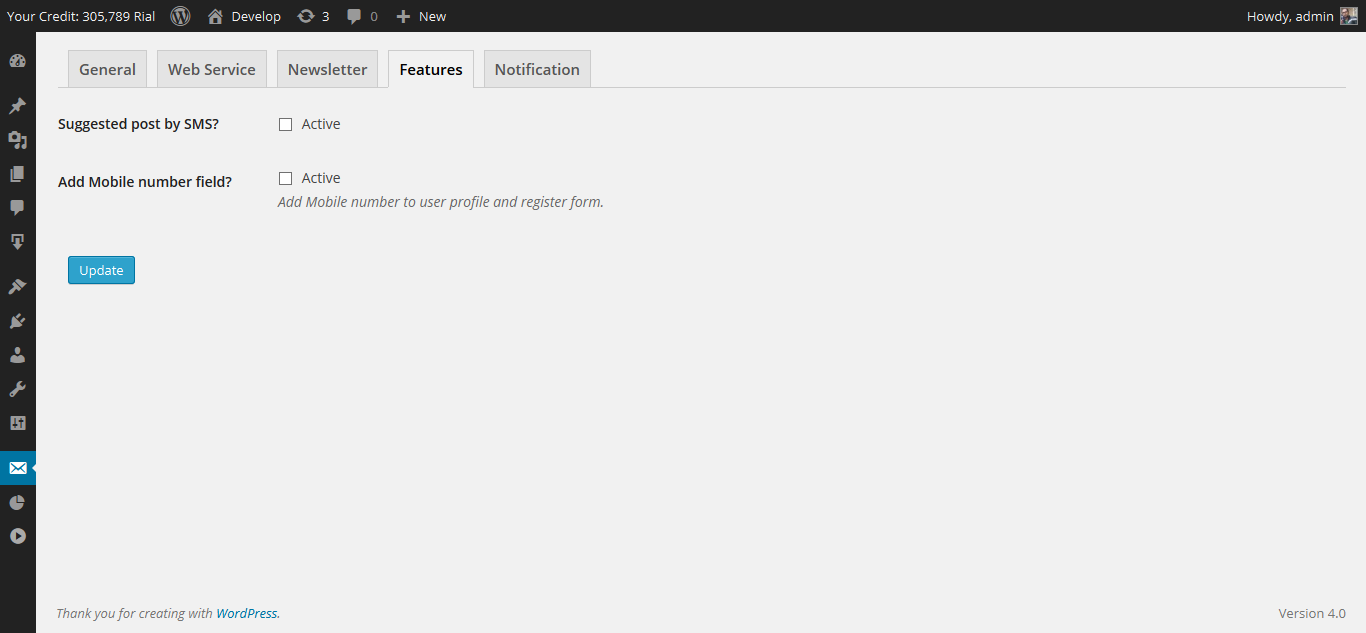 Your Credit: 305,789 Rial Develop 3 0 New Howdy, admin
General Web Service Newsletter Features Notification
Suggested post by SMS? Active
Add Mobile number field? Active
Add Mobile number to user profile and register form.
Update
Thank you for creating with WordPress. Version 4.0